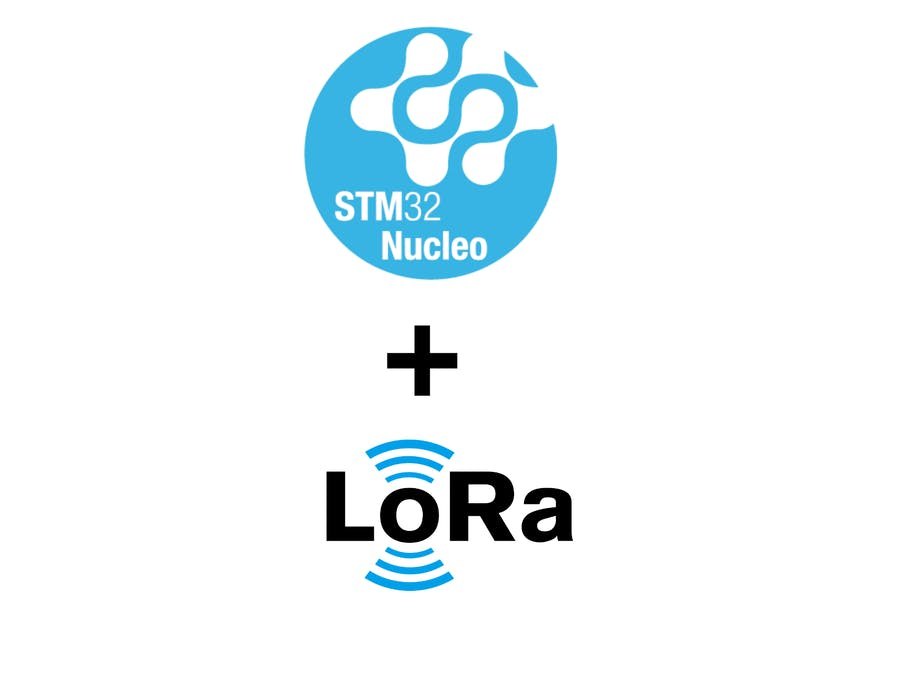 STM32
Nucleo
+
LoRa